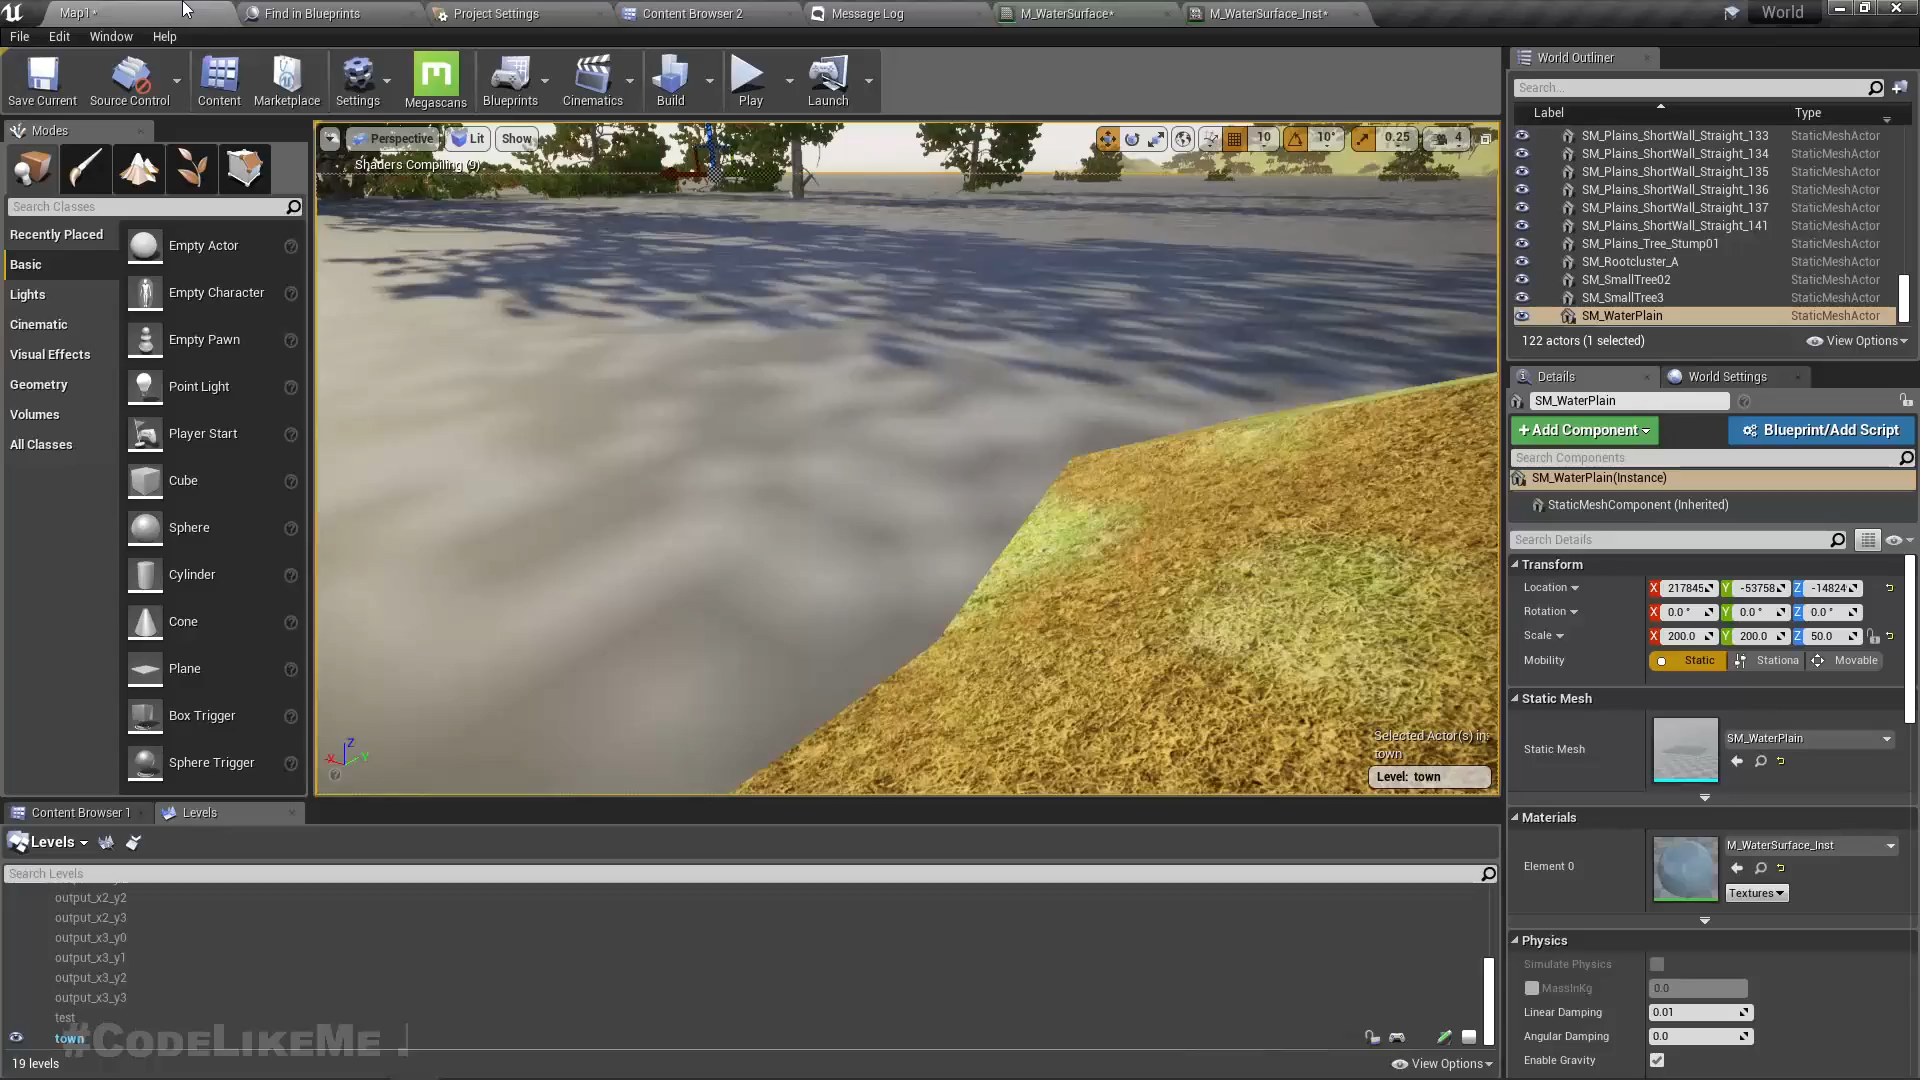 Map1*
Find in Blueprints
Project Settings
Content Browser 2
Message Log
M_WaterSurface*
M_WaterSurface_Inst*
World
File Edit Window Help
Save Current
Source Control
Content
Marketplace
Settings
Megascans
Blueprints
Cinematics
Build
Play
Launch
Modes
Search Classes
Recently Placed
Basic
Lights
Cinematic
Visual Effects
Geometry
Volumes
All Classes
Empty Actor
Empty Character
Empty Pawn
Point Light
Player Start
Cube
Sphere
Cylinder
Cone
Plane
Box Trigger
Sphere Trigger
Perspective
Lit
Show
10
10°
0.25
4
Shaders Compiling (9)
X
Z
Y
Selected Actor(s) in:
town
Level: town
World Outliner
Search...
Label Type
SM_Plains_ShortWall_Straight_133 StaticMeshActor
SM_Plains_ShortWall_Straight_134 StaticMeshActor
SM_Plains_ShortWall_Straight_135 StaticMeshActor
SM_Plains_ShortWall_Straight_136 StaticMeshActor
SM_Plains_ShortWall_Straight_137 StaticMeshActor
SM_Plains_ShortWall_Straight_141 StaticMeshActor
SM_Plains_Tree_Stump01 StaticMeshActor
SM_Rootcluster_A StaticMeshActor
SM_SmallTree02 StaticMeshActor
SM_SmallTree3 StaticMeshActor
SM_WaterPlain StaticMeshActor
122 actors (1 selected)
View Options
Details
World Settings
SM_WaterPlain
+Add Component
Blueprint/Add Script
Search Components
SM_WaterPlain(Instance)
StaticMeshComponent (Inherited)
Search Details
Transform
Location X 217845 Y -53758 Z -14824
Rotation X 0.0 ° Y 0.0 ° Z 0.0 °
Scale X 200.0 Y 200.0 Z 50.0
Mobility Static Stationa Movable
Static Mesh
Static Mesh
SM_WaterPlain
Materials
Element 0
M_WaterSurface_Inst
Textures
Physics
Simulate Physics
MassInKg 0.0
Linear Damping 0.01
Angular Damping 0.0
Enable Gravity
Content Browser 1
Levels
Levels
Search Levels
output_x2_y2
output_x2_y3
output_x3_y0
output_x3_y1
output_x3_y2
output_x3_y3
test
town
#CodeLikeMe
19 levels
View Options